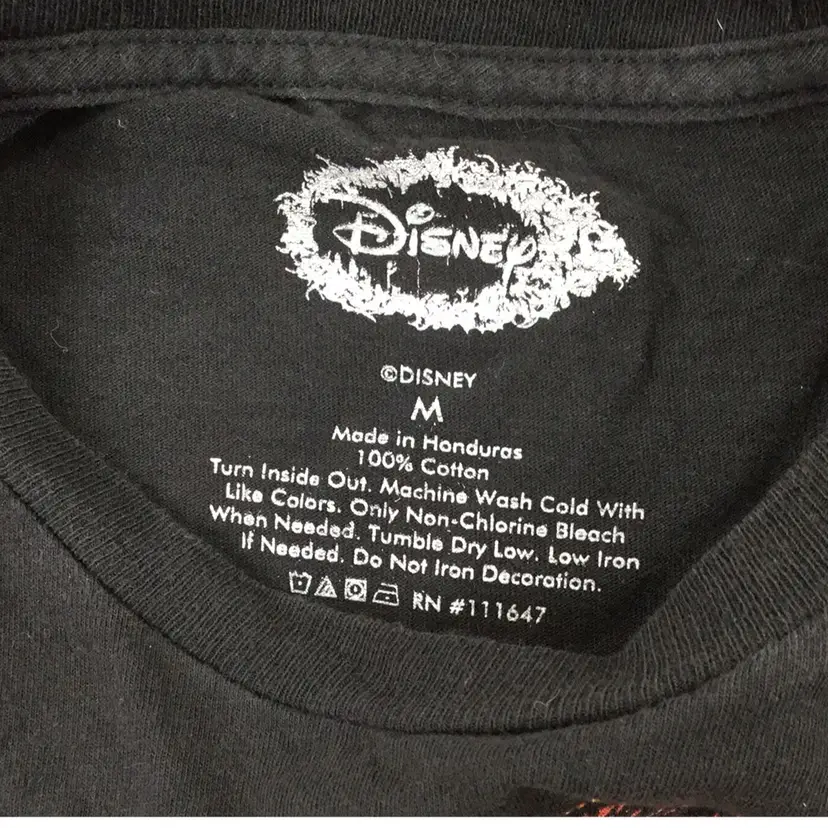 Disney
©DISNEY
M
Made in Honduras
100% Cotton
Turn Inside Out. Machine Wash Cold With
Like Colors. Only Non-Chlorine Bleach
When Needed. Tumble Dry Low. Low Iron
If Needed. Do Not Iron Decoration.
RN #111647